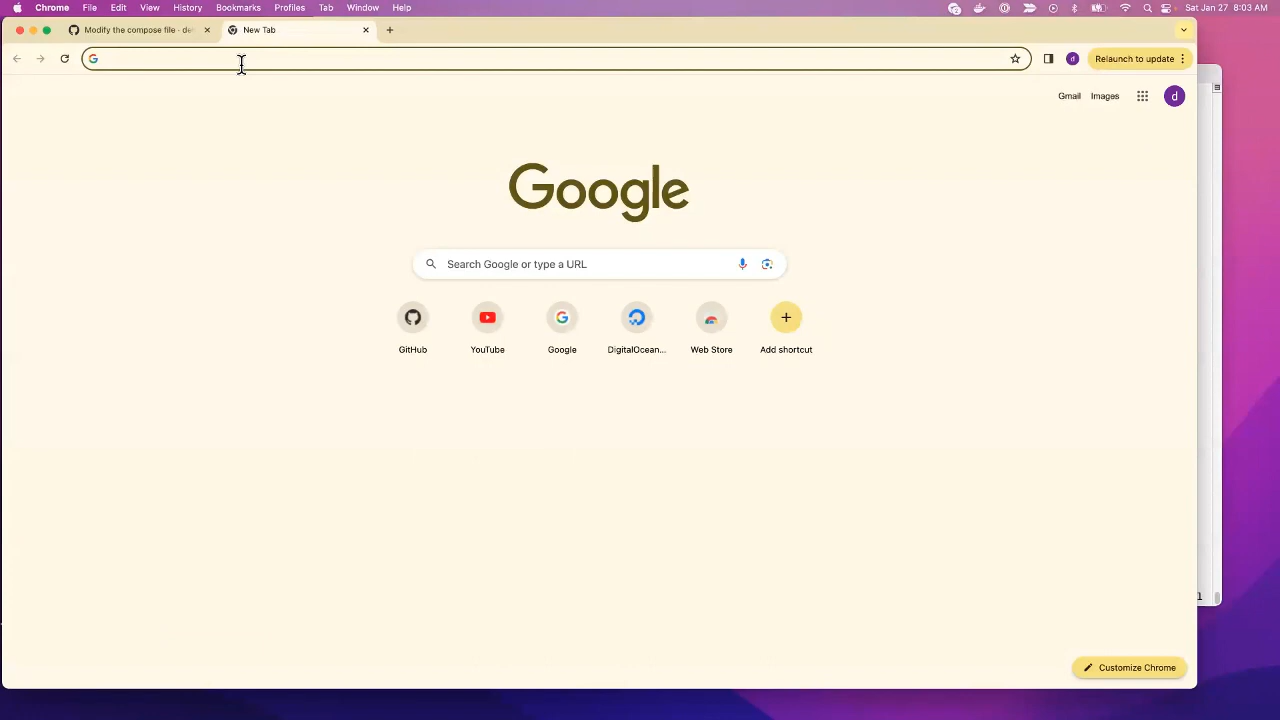 Chrome File Edit View History Bookmarks Profiles Tab Window Help Sat Jan 27 8:03 AM
Modify the compose file - de New Tab
d Relaunch to update
Gmail Images d
Google
Search Google or type a URL
GitHub YouTube Google DigitalOcean... Web Store Add shortcut
Customize Chrome